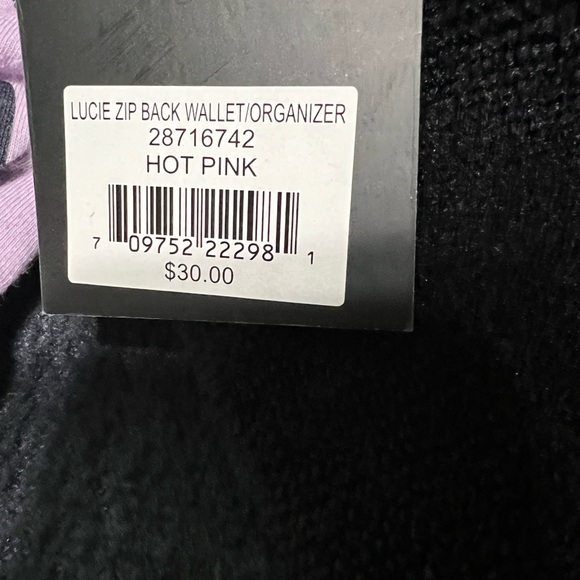 LUCIE ZIP BACK WALLET/ORGANIZER
28716742
HOT PINK
7 09752 22298 1
$30.00